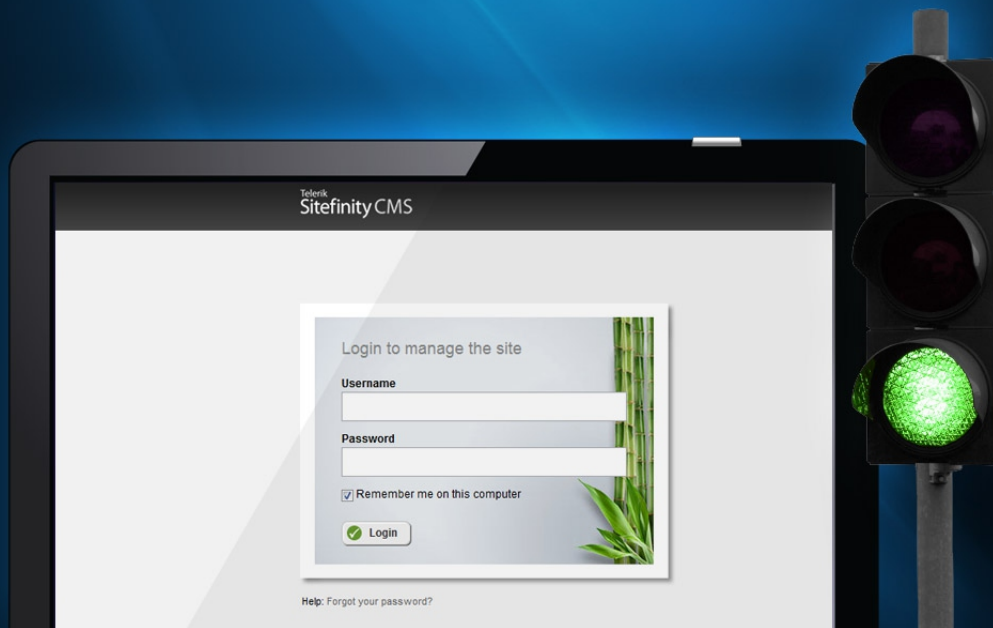 Telerik
Sitefinity CMS
Login to manage the site
Username
Password
Remember me on this computer
Login
Help: Forgot your password?